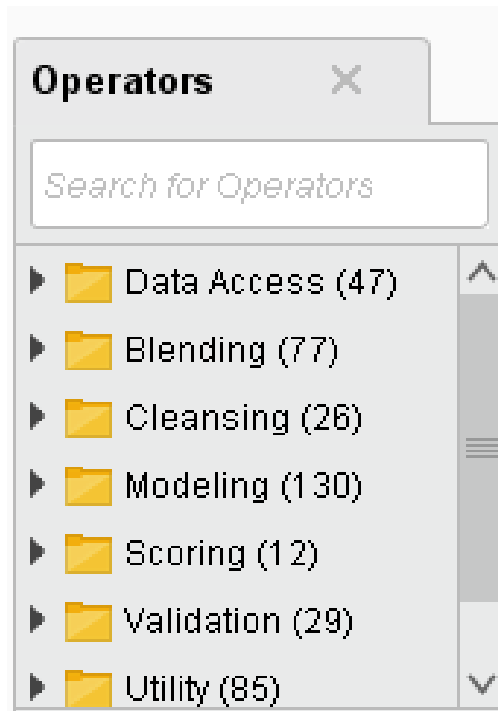 Operators
Search for Operators
Data Access (47)
Blending (77)
Cleansing (26)
Modeling (130)
Scoring (12)
Validation (29)
Utility (85)